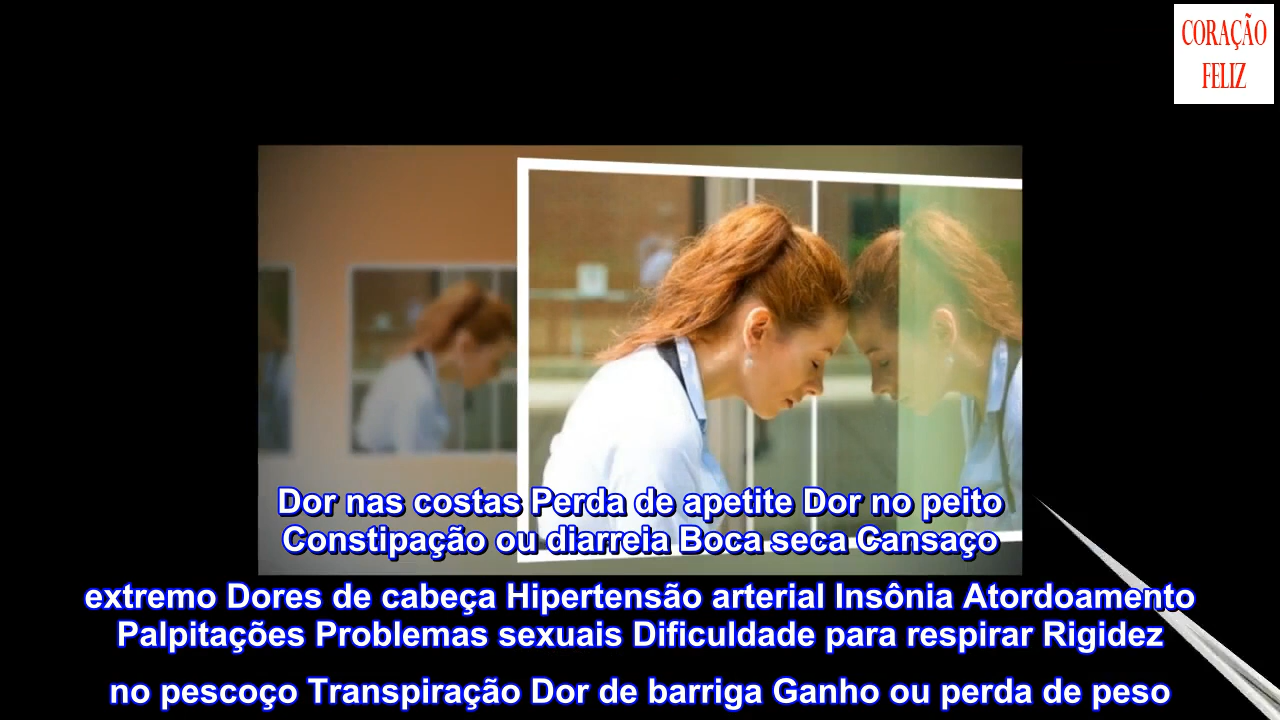 CORAÇÃO
FELIZ
Dor nas costas Perda de apetite Dor no peito
Constipação ou diarreia Boca seca Cansaço
extremo Dores de cabeça Hipertensão arterial Insônia Atordoamento
Palpitações Problemas sexuais Dificuldade para respirar Rigidez
no pescoço Transpiração Dor de barriga Ganho ou perda de peso